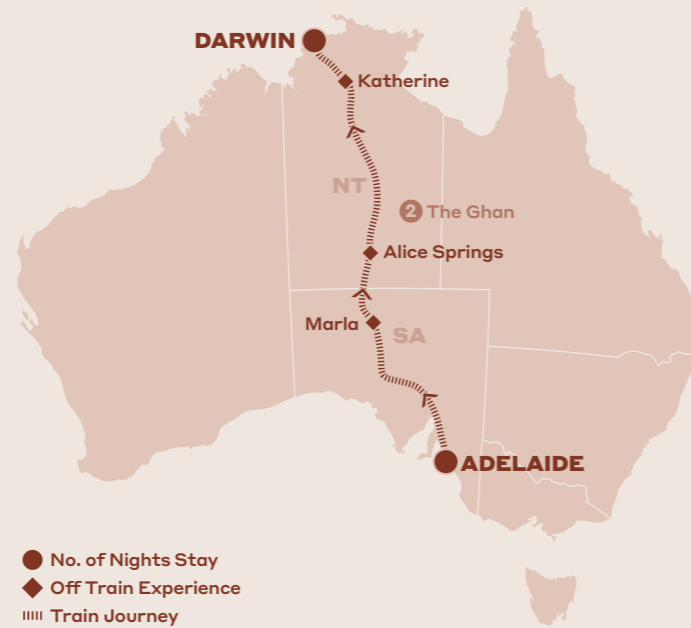 DARWIN
Katherine
NT
2 The Ghan
Alice Springs
Marla
SA
ADELAIDE
No. of Nights Stay
Off Train Experience
Train Journey